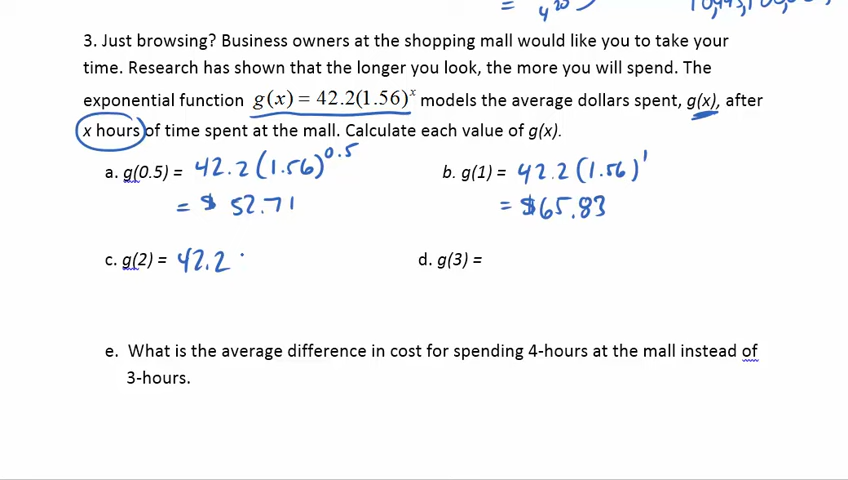 = 4^20
3. Just browsing? Business owners at the shopping mall would like you to take your
time. Research has shown that the longer you look, the more you will spend. The
exponential function g(x) = 42.2(1.56)^x models the average dollars spent, g(x), after
x hours of time spent at the mall. Calculate each value of g(x).
a. g(0.5) = 42.2(1.56)^0.5
= $ 52.71
b. g(1) = 42.2(1.56)^1
= $65.83
c. g(2) = 42.2
d. g(3) =
e. What is the average difference in cost for spending 4-hours at the mall instead of
3-hours.